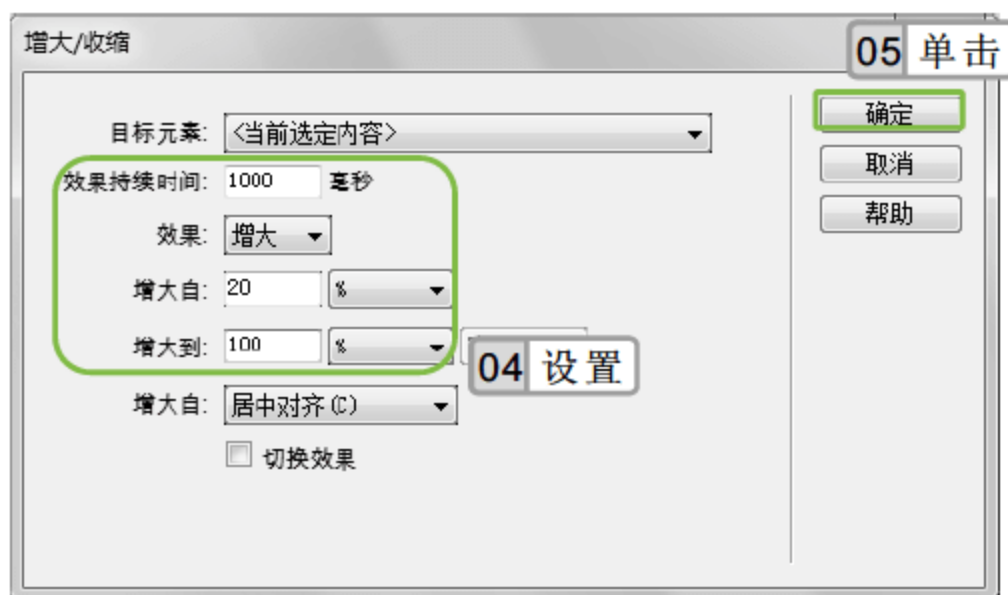 增大/收缩
05 单击
确定
目标元素: <当前选定内容>
取消
效果持续时间: 1000 毫秒
帮助
效果: 增大
增大自: 20 %
增大到: 100 %
04 设置
增大自: 居中对齐(C)
切换效果